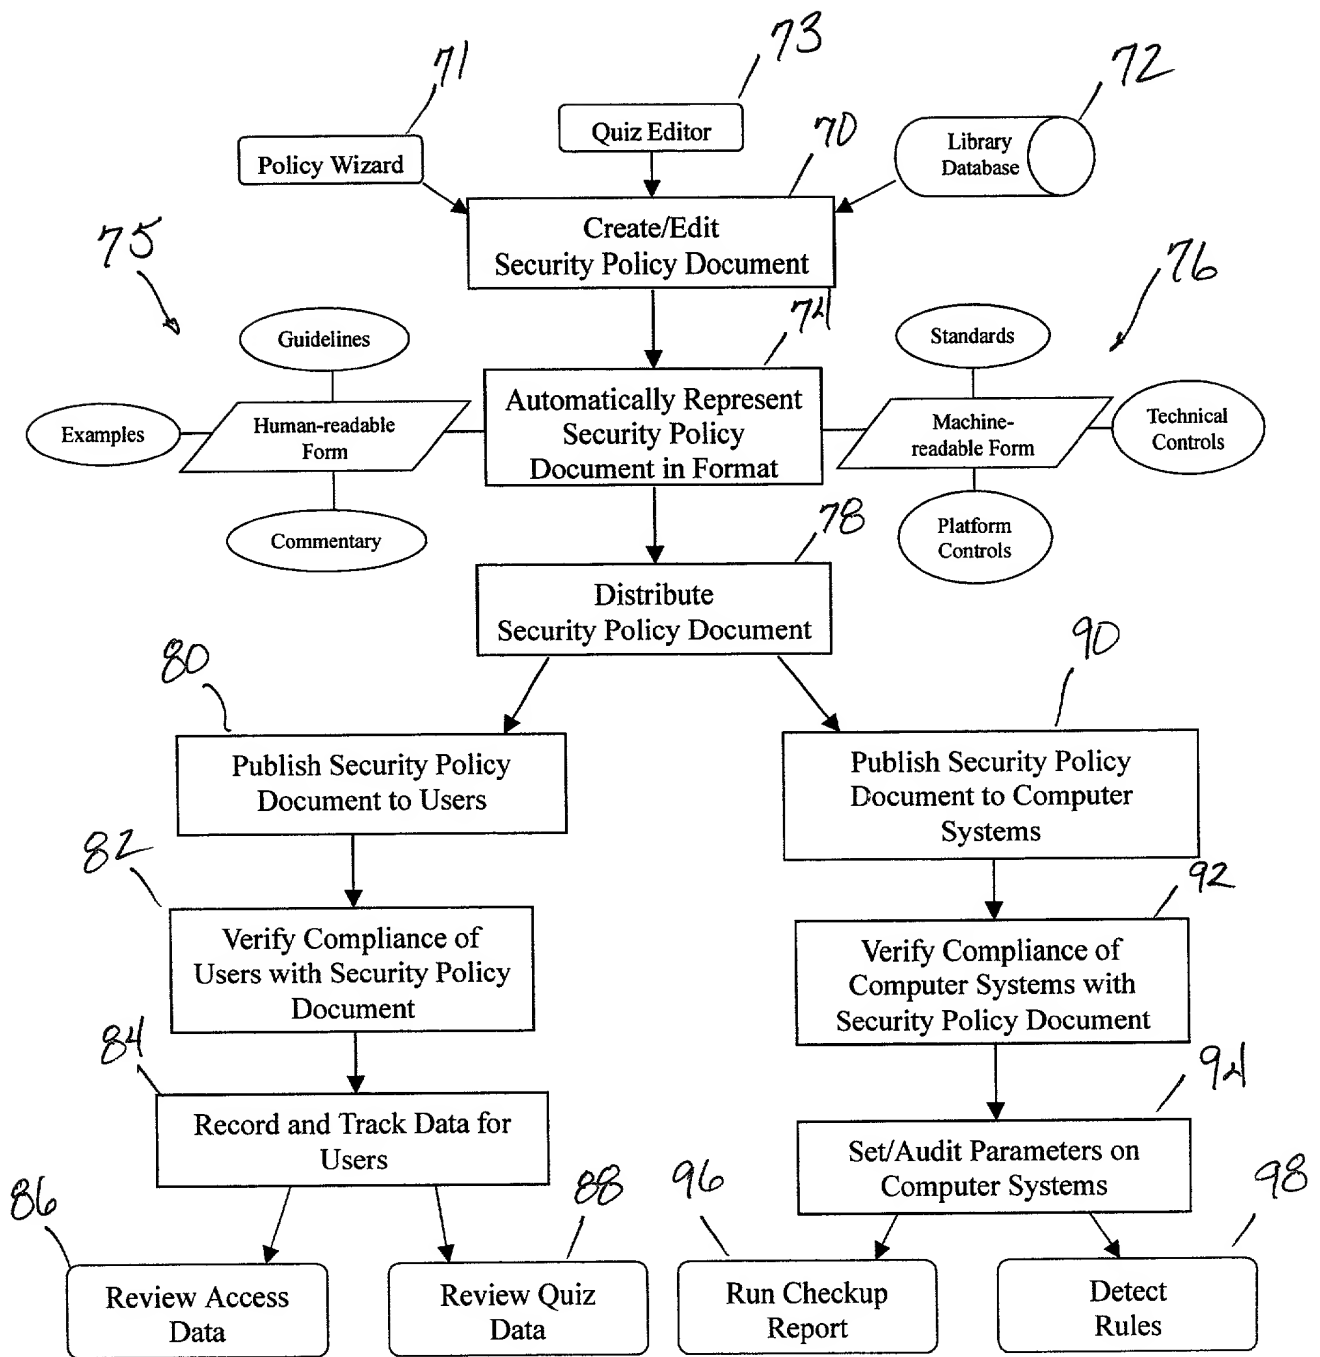 71
73
72
Policy Wizard
Quiz Editor
70
Library
Database
Create/Edit
Security Policy Document
75
76
74
Guidelines
Standards
Examples
Human-readable
Form
Automatically Represent
Security Policy
Document in Format
Machine-
readable Form
Technical
Controls
Commentary
Platform
Controls
78
Distribute
Security Policy Document
80
90
Publish Security Policy
Document to Users
Publish Security Policy
Document to Computer
Systems
82
92
Verify Compliance of
Users with Security Policy
Document
Verify Compliance of
Computer Systems with
Security Policy Document
84
94
Record and Track Data for
Users
Set/Audit Parameters on
Computer Systems
86
88
96
98
Review Access
Data
Review Quiz
Data
Run Checkup
Report
Detect
Rules